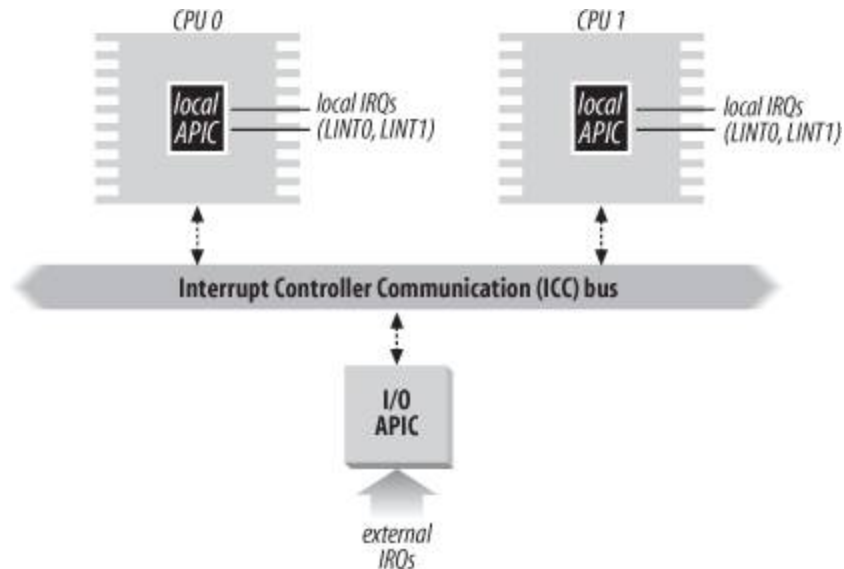 CPU 0
CPU 1
local
APIC
local IRQs
(LINT0, LINT1)
local
APIC
local IRQs
(LINT0, LINT1)
Interrupt Controller Communication (ICC) bus
I/O
APIC
external
IRQs